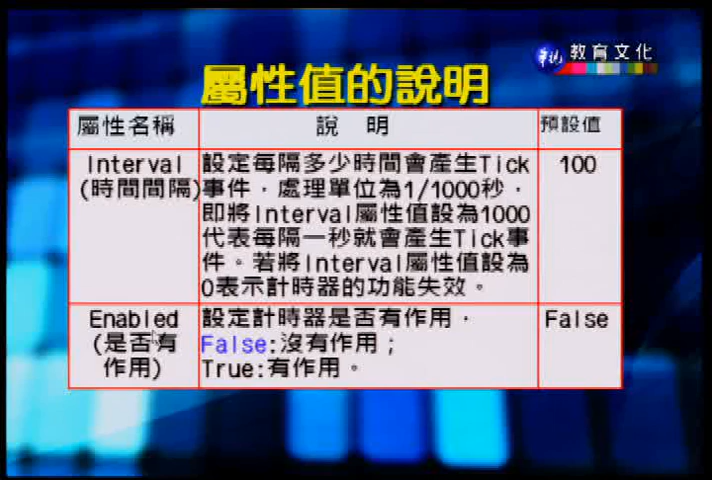 華視 教育文化
屬性值的說明
屬性名稱 說 明 預設值
Interval 設定每隔多少時間會產生Tick 100
(時間間隔) 事件，處理單位為1/1000秒，
即將Interval屬性值設為1000
代表每隔一秒就會產生Tick事
件。若將Interval屬性值設為
0表示計時器的功能失效。
Enabled 設定計時器是否有作用， False
(是否有 False:沒有作用；
作用) True:有作用。